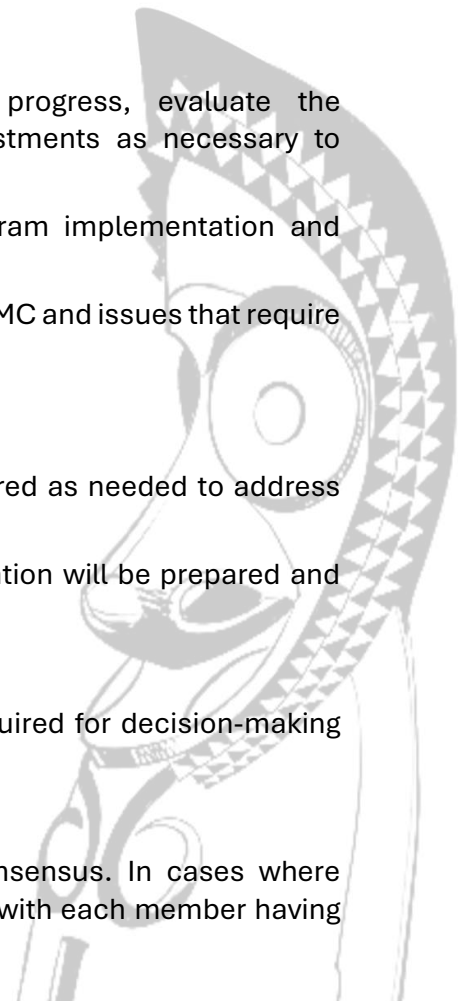 progress, evaluate the
stments as necessary to
ram implementation and
MC and issues that require
red as needed to address
tion will be prepared and
uired for decision-making
nsensus. In cases where
with each member having